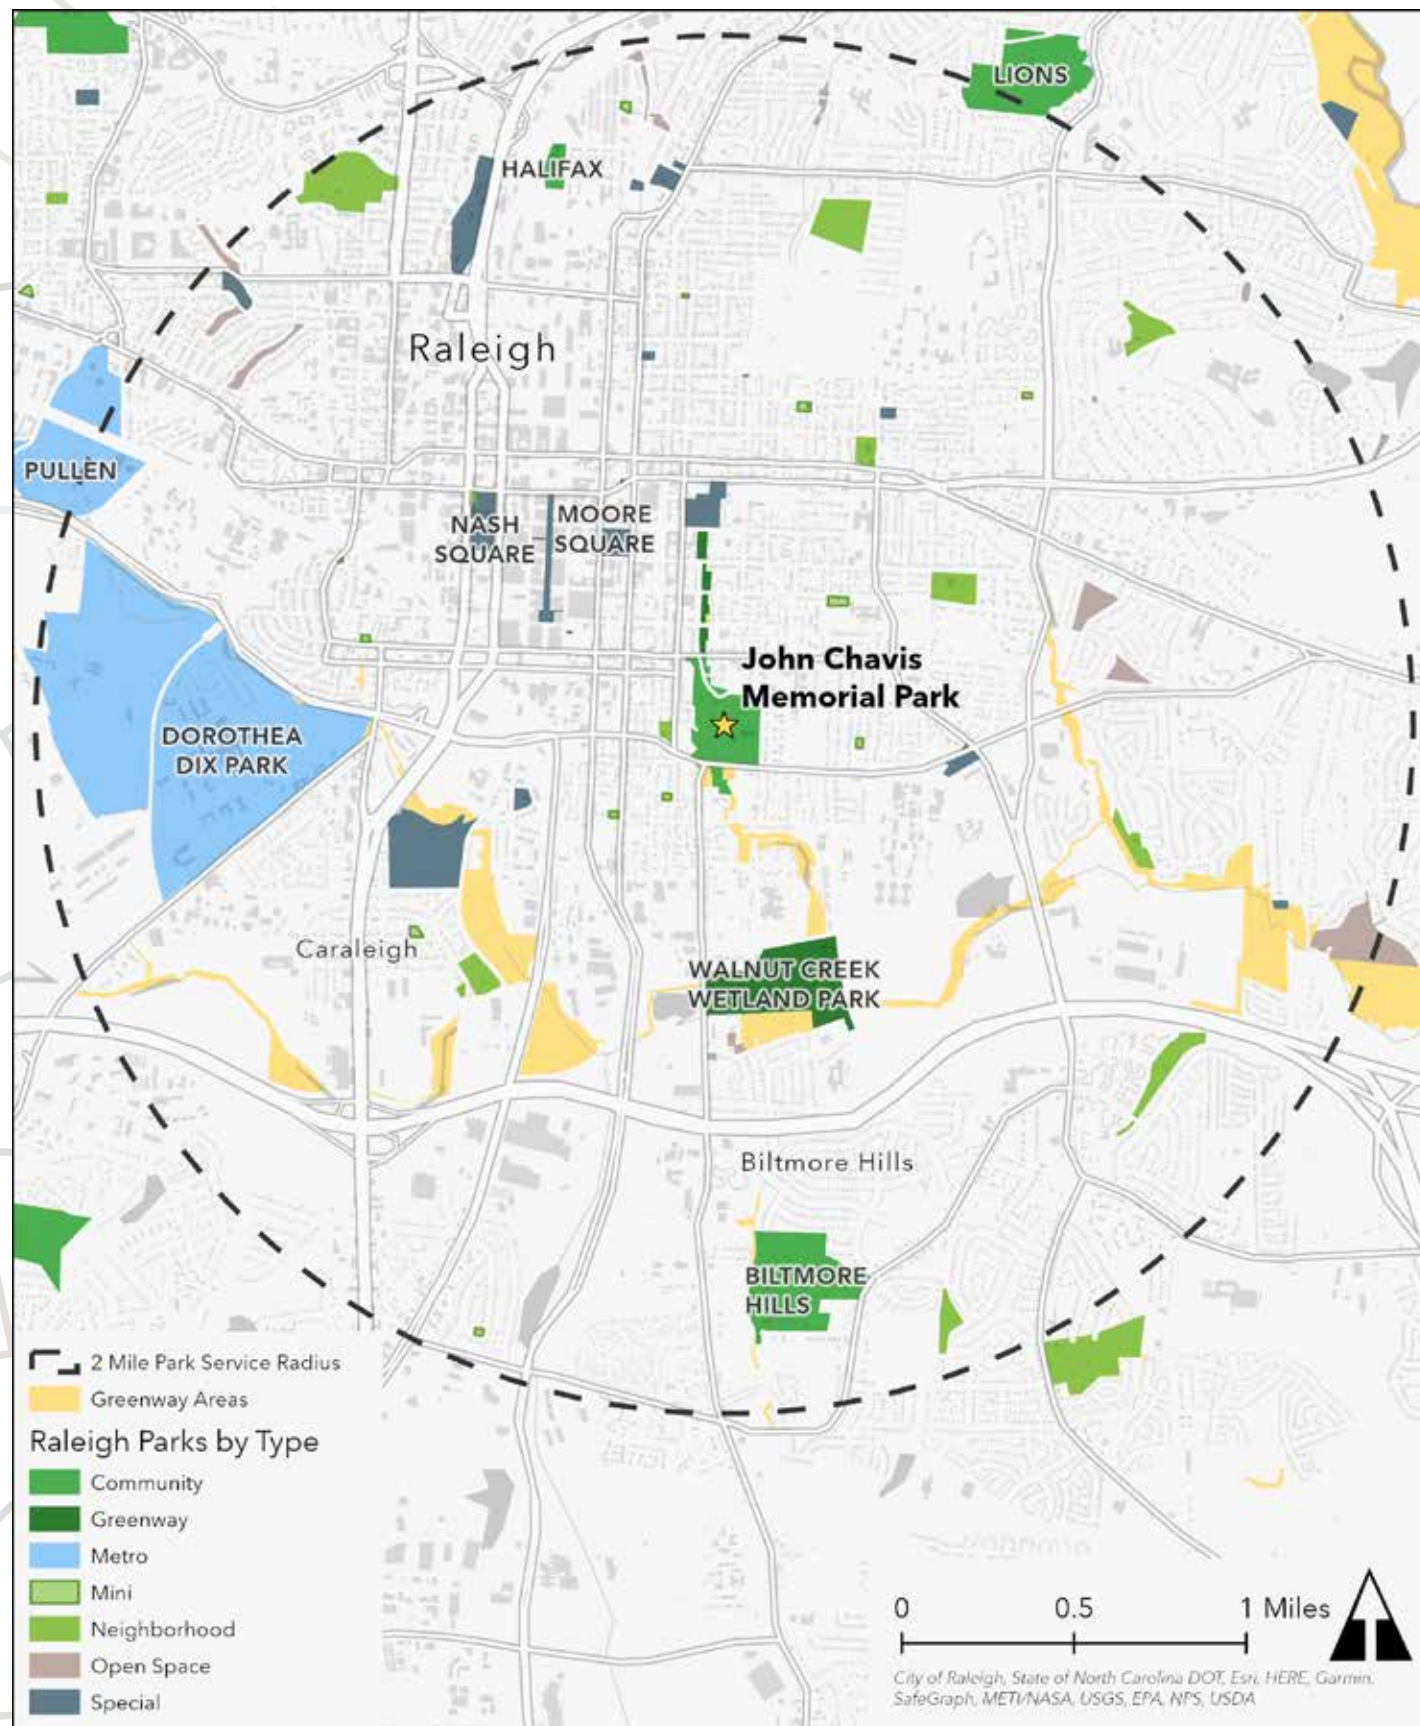 LIONS
HALIFAX
Raleigh
PULLEN
NASH
SQUARE
MOORE
SQUARE
John Chavis
Memorial Park
DOROTHEA
DIX PARK
Caraleigh
WALNUT CREEK
WETLAND PARK
Biltmore Hills
BILTMORE
HILLS
2 Mile Park Service Radius
Greenway Areas
Raleigh Parks by Type
Community
Greenway
Metro
Mini
Neighborhood
Open Space
Special
0 0.5 1 Miles
City of Raleigh, State of North Carolina DOT, Esri, HERE, Garmin,
SafeGraph, METI/NASA, USGS, EPA, NPS, USDA